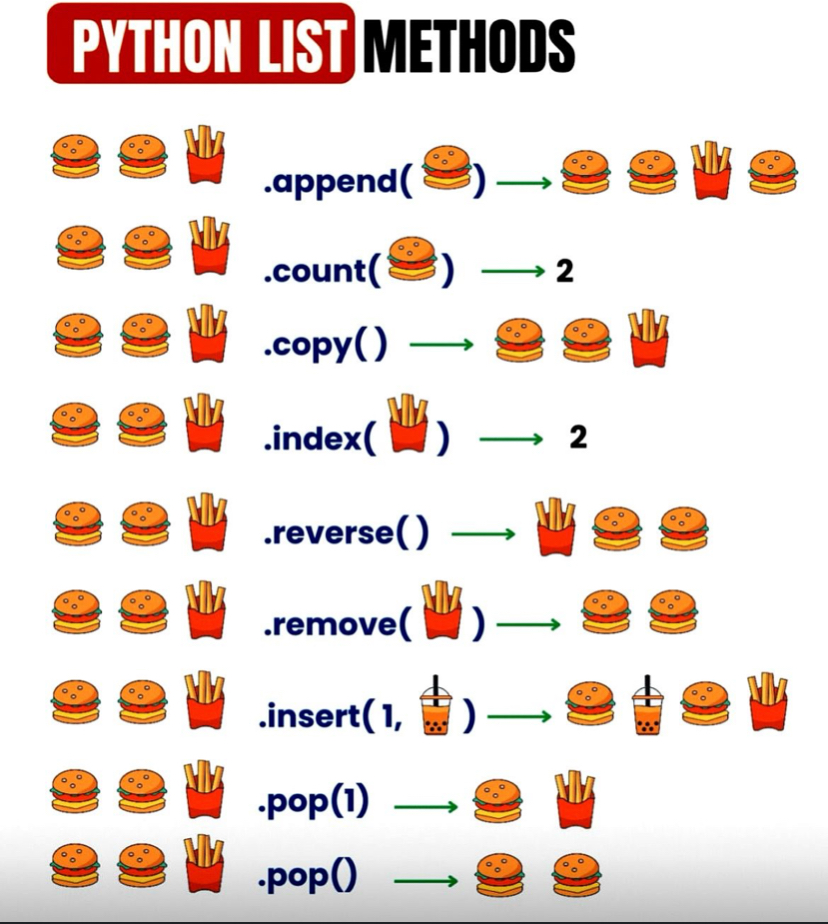 PYTHON LIST METHODS
.append( )
.count( ) 2
.copy()
.index( ) 2
.reverse()
.remove( )
.insert(1, )
.pop(1)
.pop()